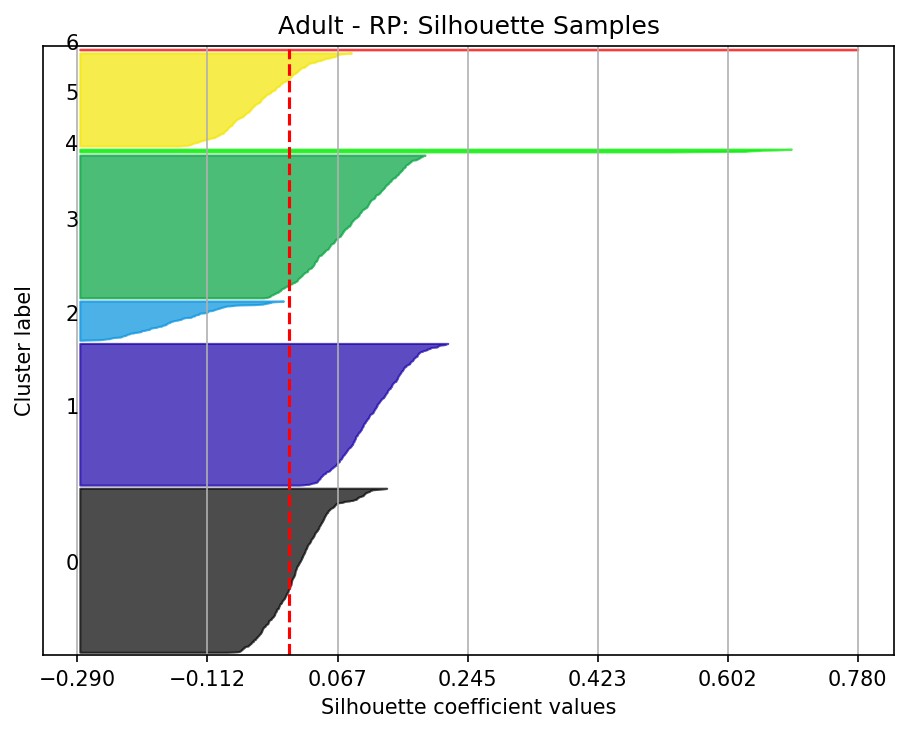 Adult - RP: Silhouette Samples
6
5
4
3
2
1
0
Cluster label
−0.290 −0.112 0.067 0.245 0.423 0.602 0.780
Silhouette coefficient values